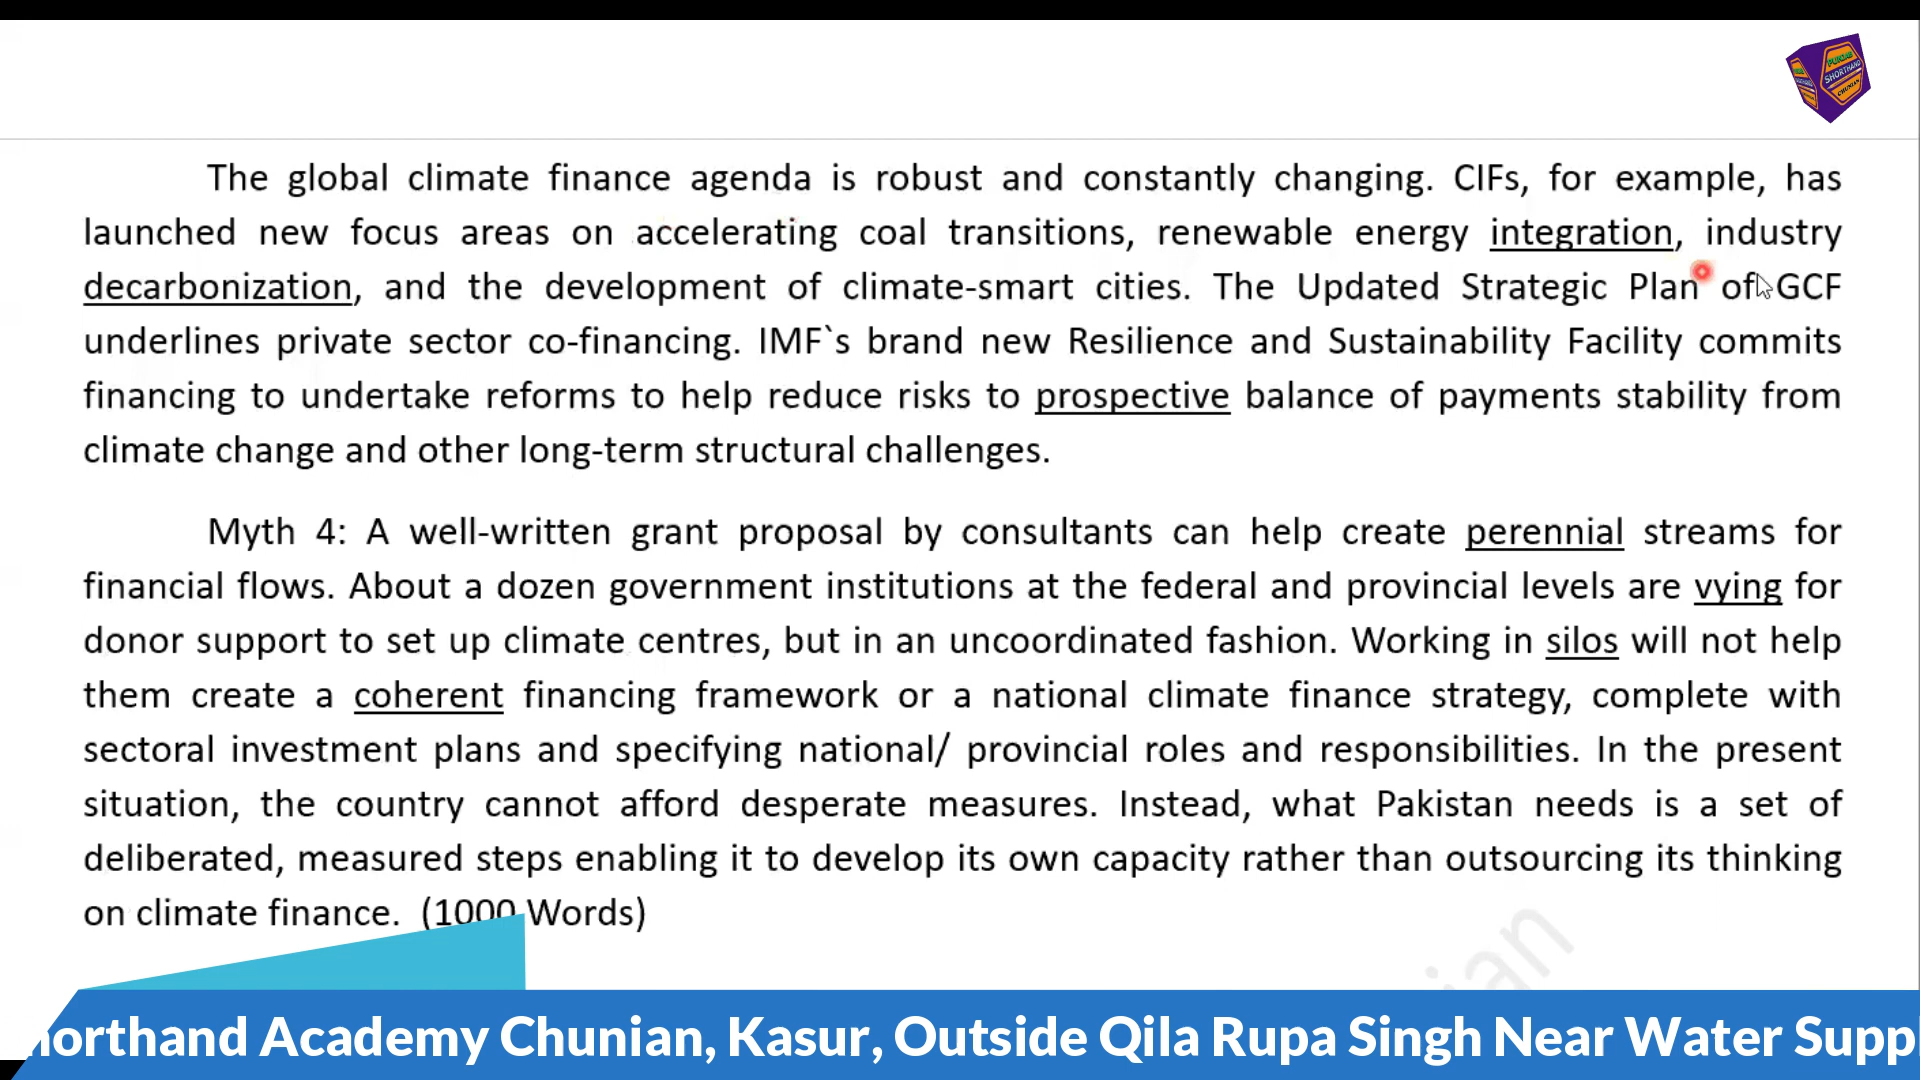 PUNJAB
SHORTHAND
CHUNIAN
The global climate finance agenda is robust and constantly changing. CIFs, for example, has
launched new focus areas on accelerating coal transitions, renewable energy integration, industry
decarbonization, and the development of climate-smart cities. The Updated Strategic Plan of GCF
underlines private sector co-financing. IMF`s brand new Resilience and Sustainability Facility commits
financing to undertake reforms to help reduce risks to prospective balance of payments stability from
climate change and other long-term structural challenges.
Myth 4: A well-written grant proposal by consultants can help create perennial streams for
financial flows. About a dozen government institutions at the federal and provincial levels are vying for
donor support to set up climate centres, but in an uncoordinated fashion. Working in silos will not help
them create a coherent financing framework or a national climate finance strategy, complete with
sectoral investment plans and specifying national/ provincial roles and responsibilities. In the present
situation, the country cannot afford desperate measures. Instead, what Pakistan needs is a set of
deliberated, measured steps enabling it to develop its own capacity rather than outsourcing its thinking
on climate finance. (1000 Words)
ian
horthand Academy Chunian, Kasur, Outside Qila Rupa Singh Near Water Suppl